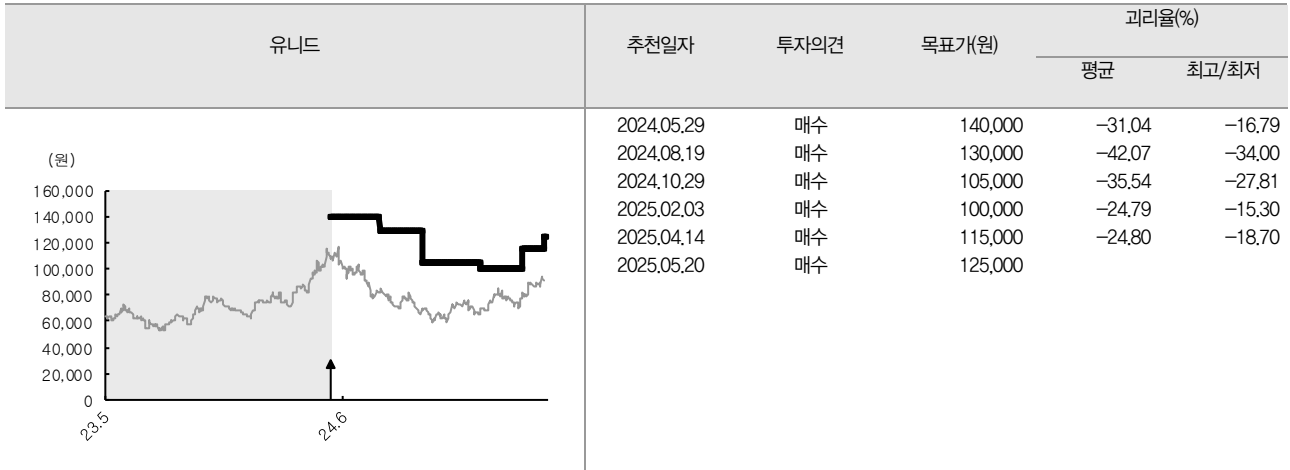 유니드 추천일자 투자의견 목표가(원) 괴리율(%)
평균 최고/최저
2024.05.29 매수 140,000 -31.04 -16.79
2024.08.19 매수 130,000 -42.07 -34.00
2024.10.29 매수 105,000 -35.54 -27.81
2025.02.03 매수 100,000 -24.79 -15.30
2025.04.14 매수 115,000 -24.80 -18.70
2025.05.20 매수 125,000
(원)
160,000
140,000
120,000
100,000
80,000
60,000
40,000
20,000
0
23.5 24.6